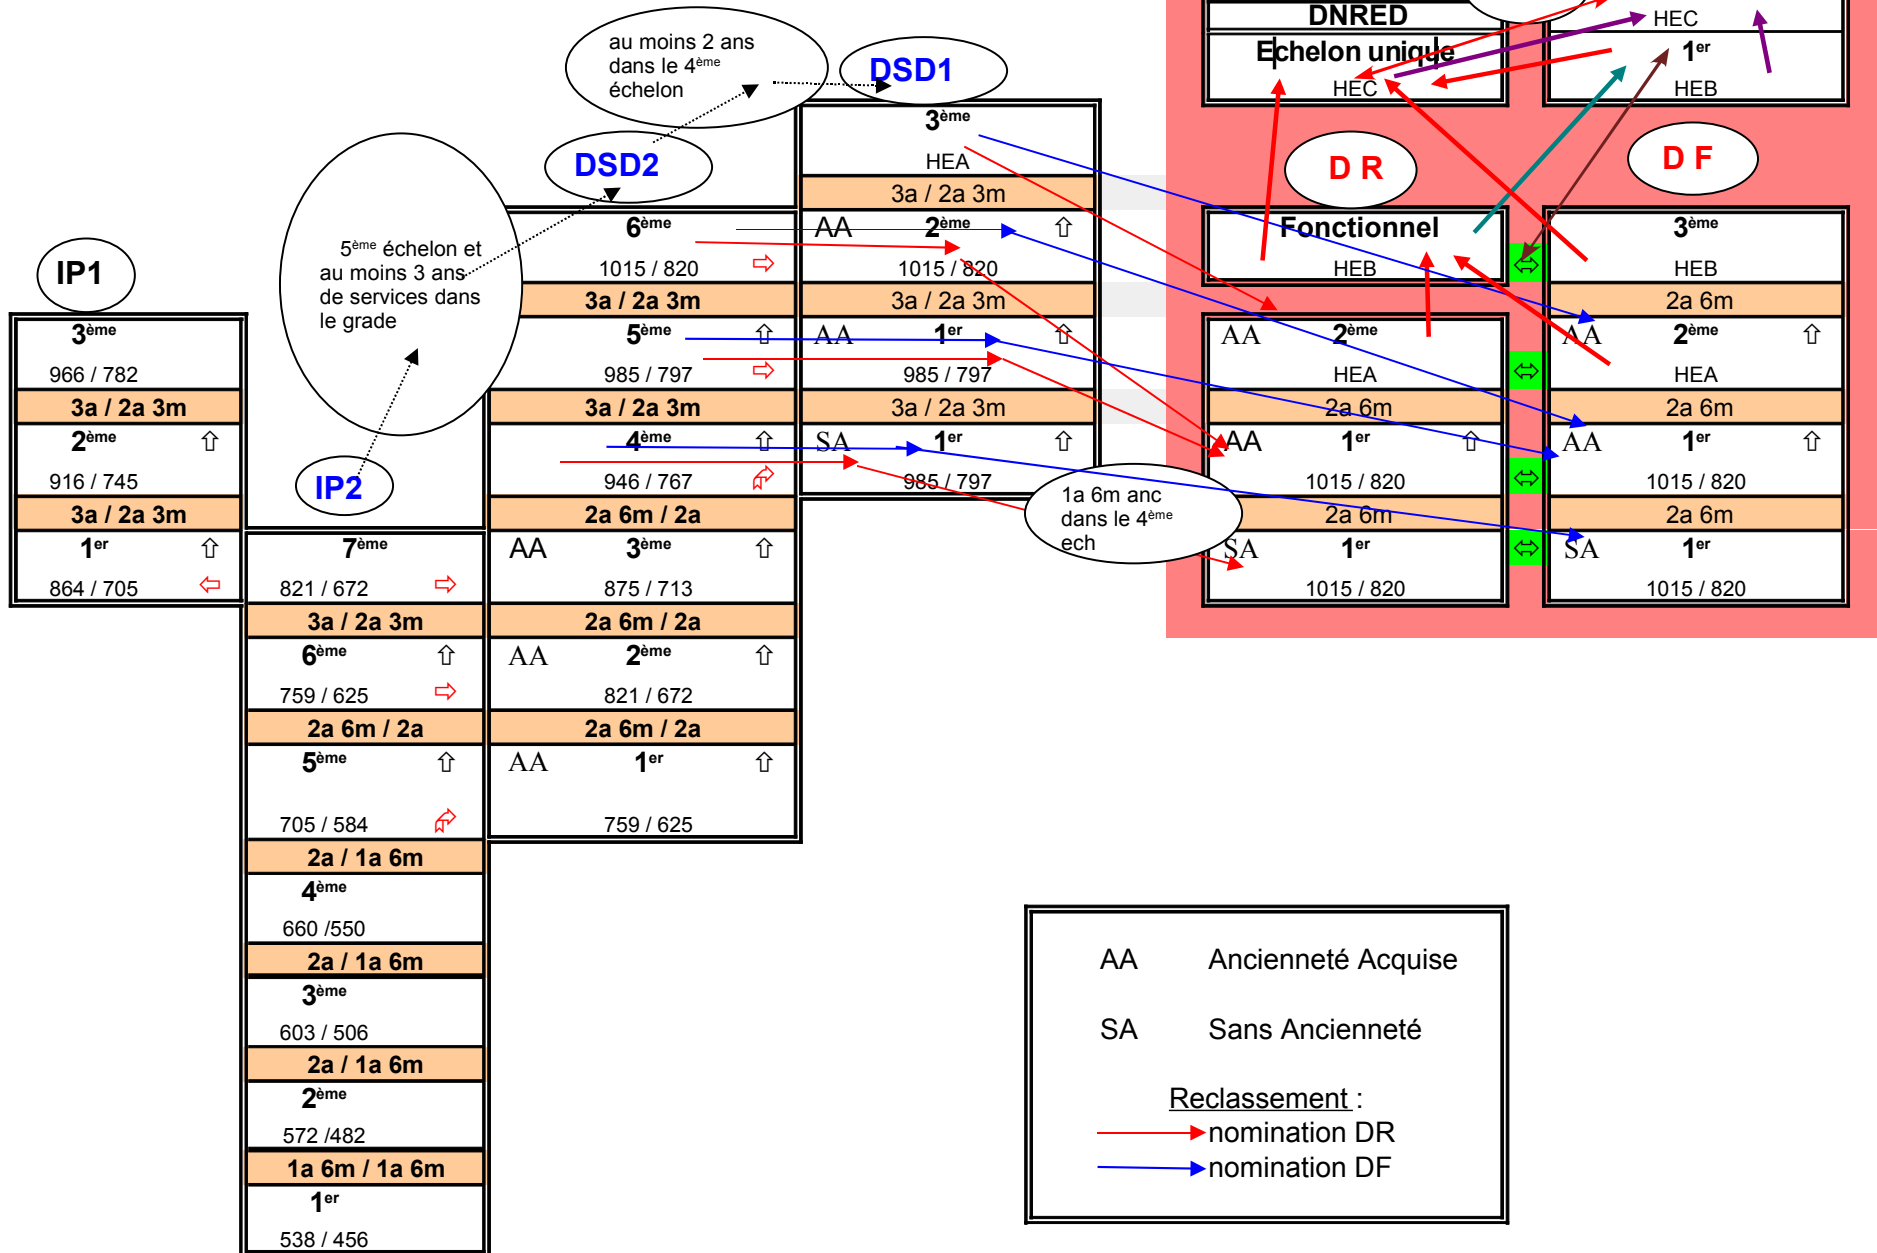 au moins 2 ans
dans le 4ème
échelon
DSD1
3ème
HEA
3a / 2a 3m
AA 2ème ⇧
1015 / 820
3a / 2a 3m
AA 1er ⇧
985 / 797
3a / 2a 3m
SA 1er ⇧
985 / 797
DSD2
6ème
1015 / 820 ⇨
3a / 2a 3m
5ème ⇧
985 / 797 ⇨
3a / 2a 3m
4ème ⇧
946 / 767
2a 6m / 2a
AA 3ème ⇧
875 / 713
2a 6m / 2a
AA 2ème ⇧
821 / 672
2a 6m / 2a
AA 1er ⇧
759 / 625
5ème échelon et
au moins 3 ans
de services dans
le grade
IP1
3ème
966 / 782
3a / 2a 3m
2ème ⇧
916 / 745
3a / 2a 3m
1er ⇧
864 / 705 ⇦
IP2
7ème
821 / 672 ⇨
3a / 2a 3m
6ème ⇧
759 / 625 ⇨
2a 6m / 2a
5ème ⇧
705 / 584
2a / 1a 6m
4ème
660 /550
2a / 1a 6m
3ème
603 / 506
2a / 1a 6m
2ème
572 /482
1a 6m / 1a 6m
1er
538 / 456
DNRED
Echelon unique
HEC
HEC
1er
HEB
D R
Fonctionnel
HEB
AA 2ème
HEA
2a 6m
AA 1er ⇧
1015 / 820
2a 6m
SA 1er
1015 / 820
⇔
⇔
⇔
⇔
D F
3ème
HEB
2a 6m
AA 2ème ⇧
HEA
2a 6m
AA 1er ⇧
1015 / 820
2a 6m
SA 1er
1015 / 820
1a 6m anc
dans le 4ème
ech
AA Ancienneté Acquise
SA Sans Ancienneté
Reclassement :
nomination DR
nomination DF